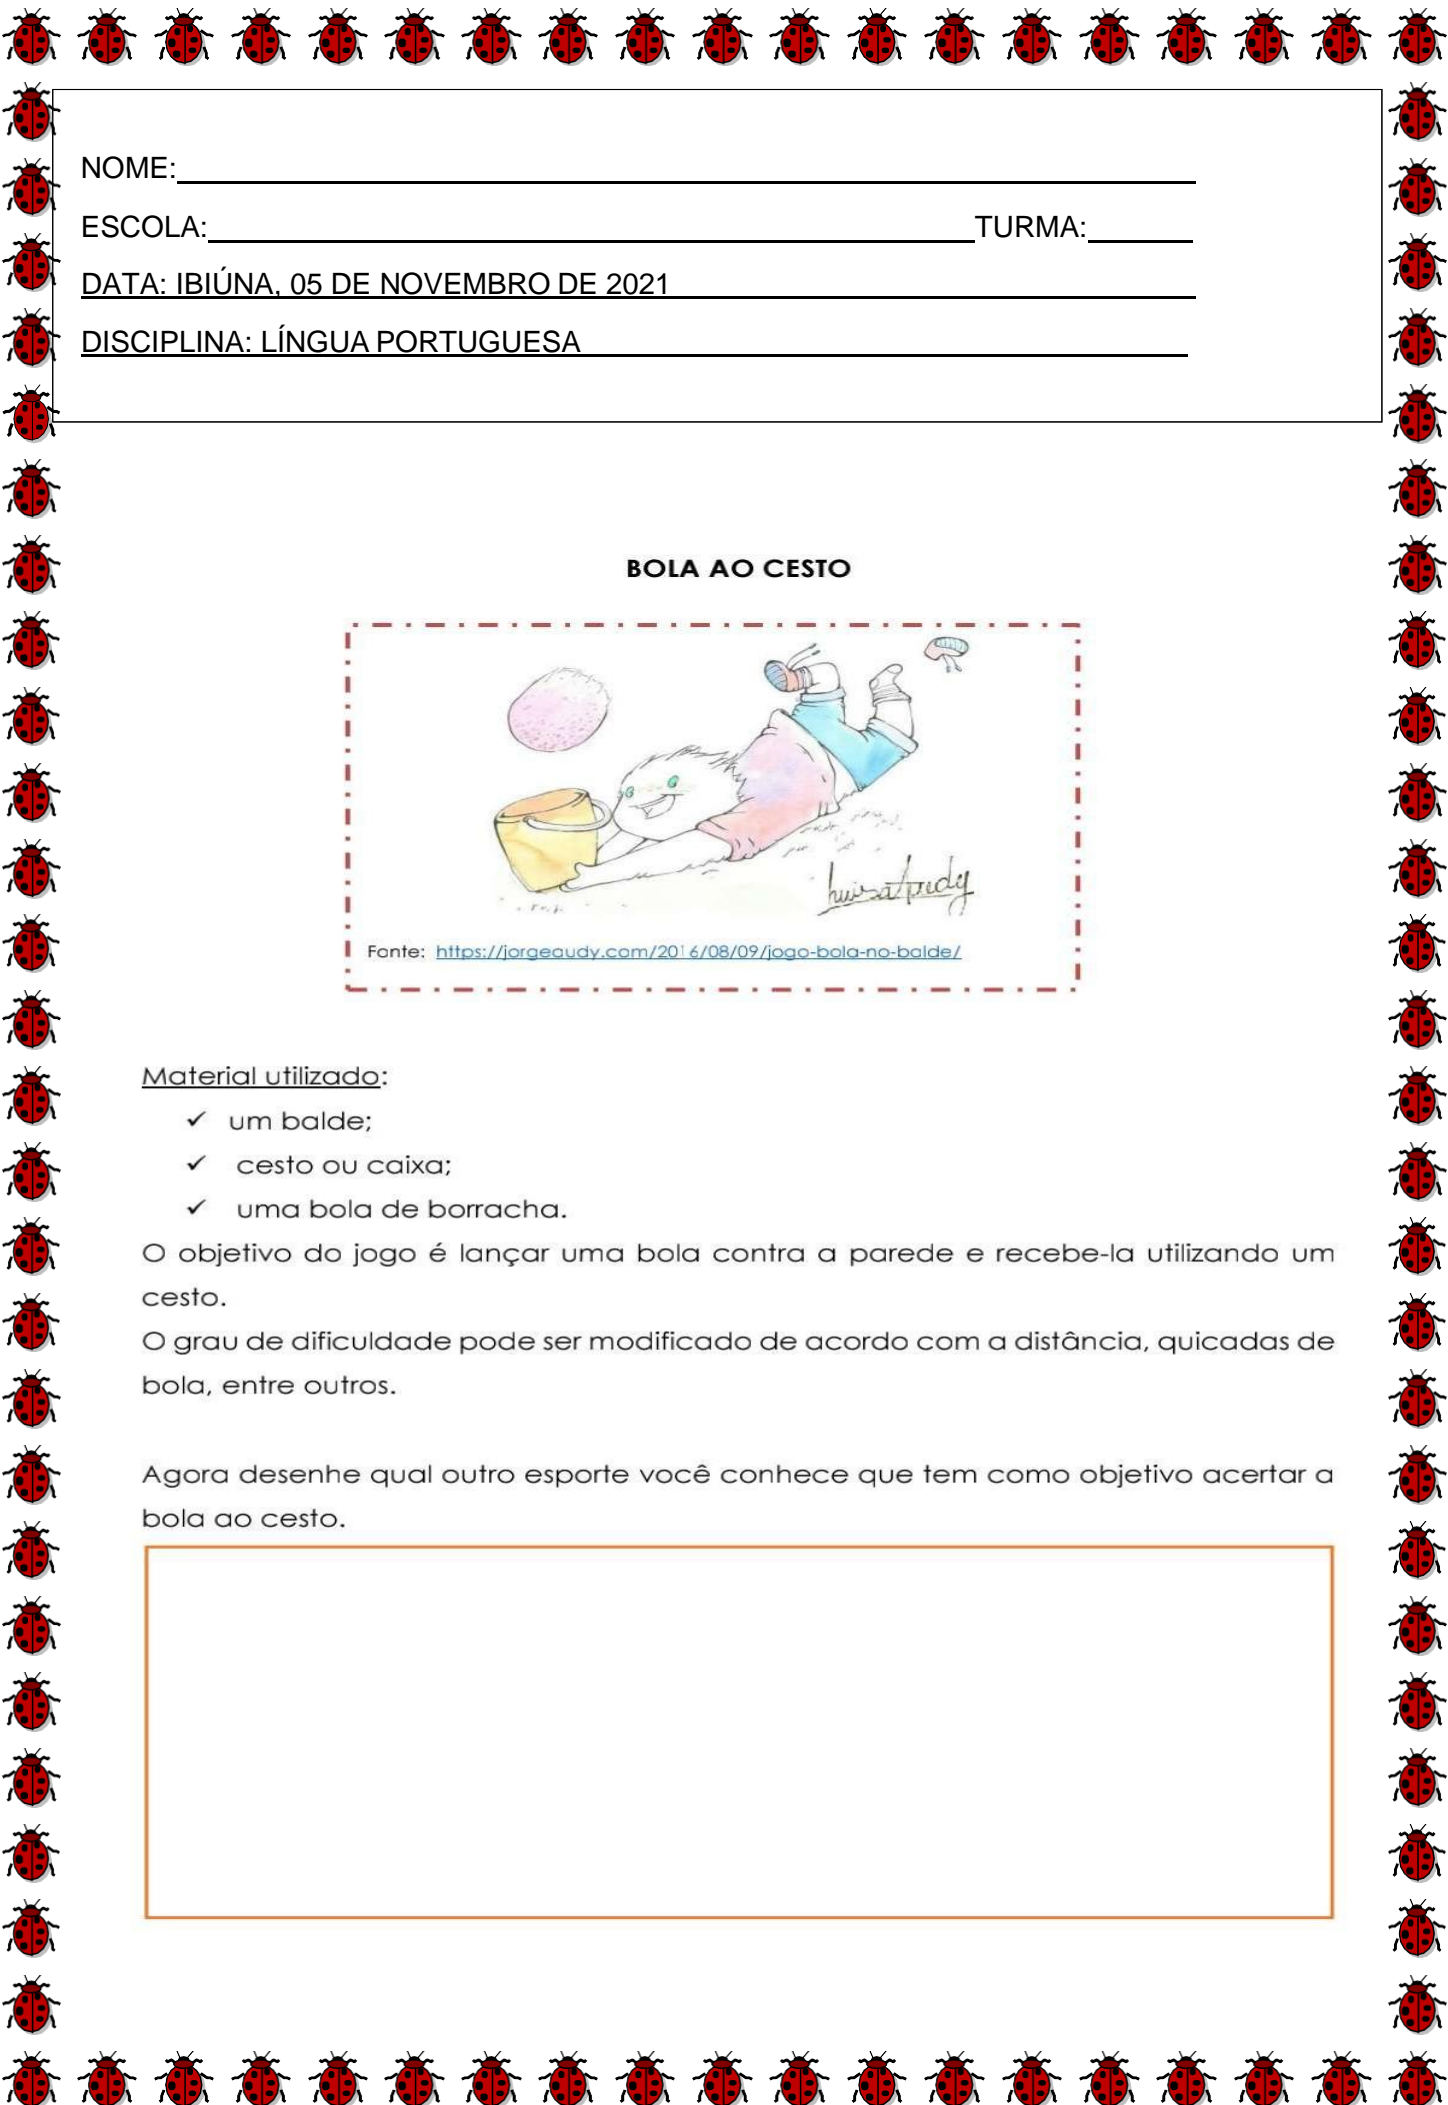 NOME:
ESCOLA: TURMA:
DATA: IBIÚNA, 05 DE NOVEMBRO DE 2021
DISCIPLINA: LÍNGUA PORTUGUESA
BOLA AO CESTO
Fonte: https://jorgeaudy.com/2016/08/09/jogo-bola-no-balde/
Material utilizado:
✓ um balde;
✓ cesto ou caixa;
✓ uma bola de borracha.
O objetivo do jogo é lançar uma bola contra a parede e recebe-la utilizando um
cesto.
O grau de dificuldade pode ser modificado de acordo com a distância, quicadas de
bola, entre outros.
Agora desenhe qual outro esporte você conhece que tem como objetivo acertar a
bola ao cesto.